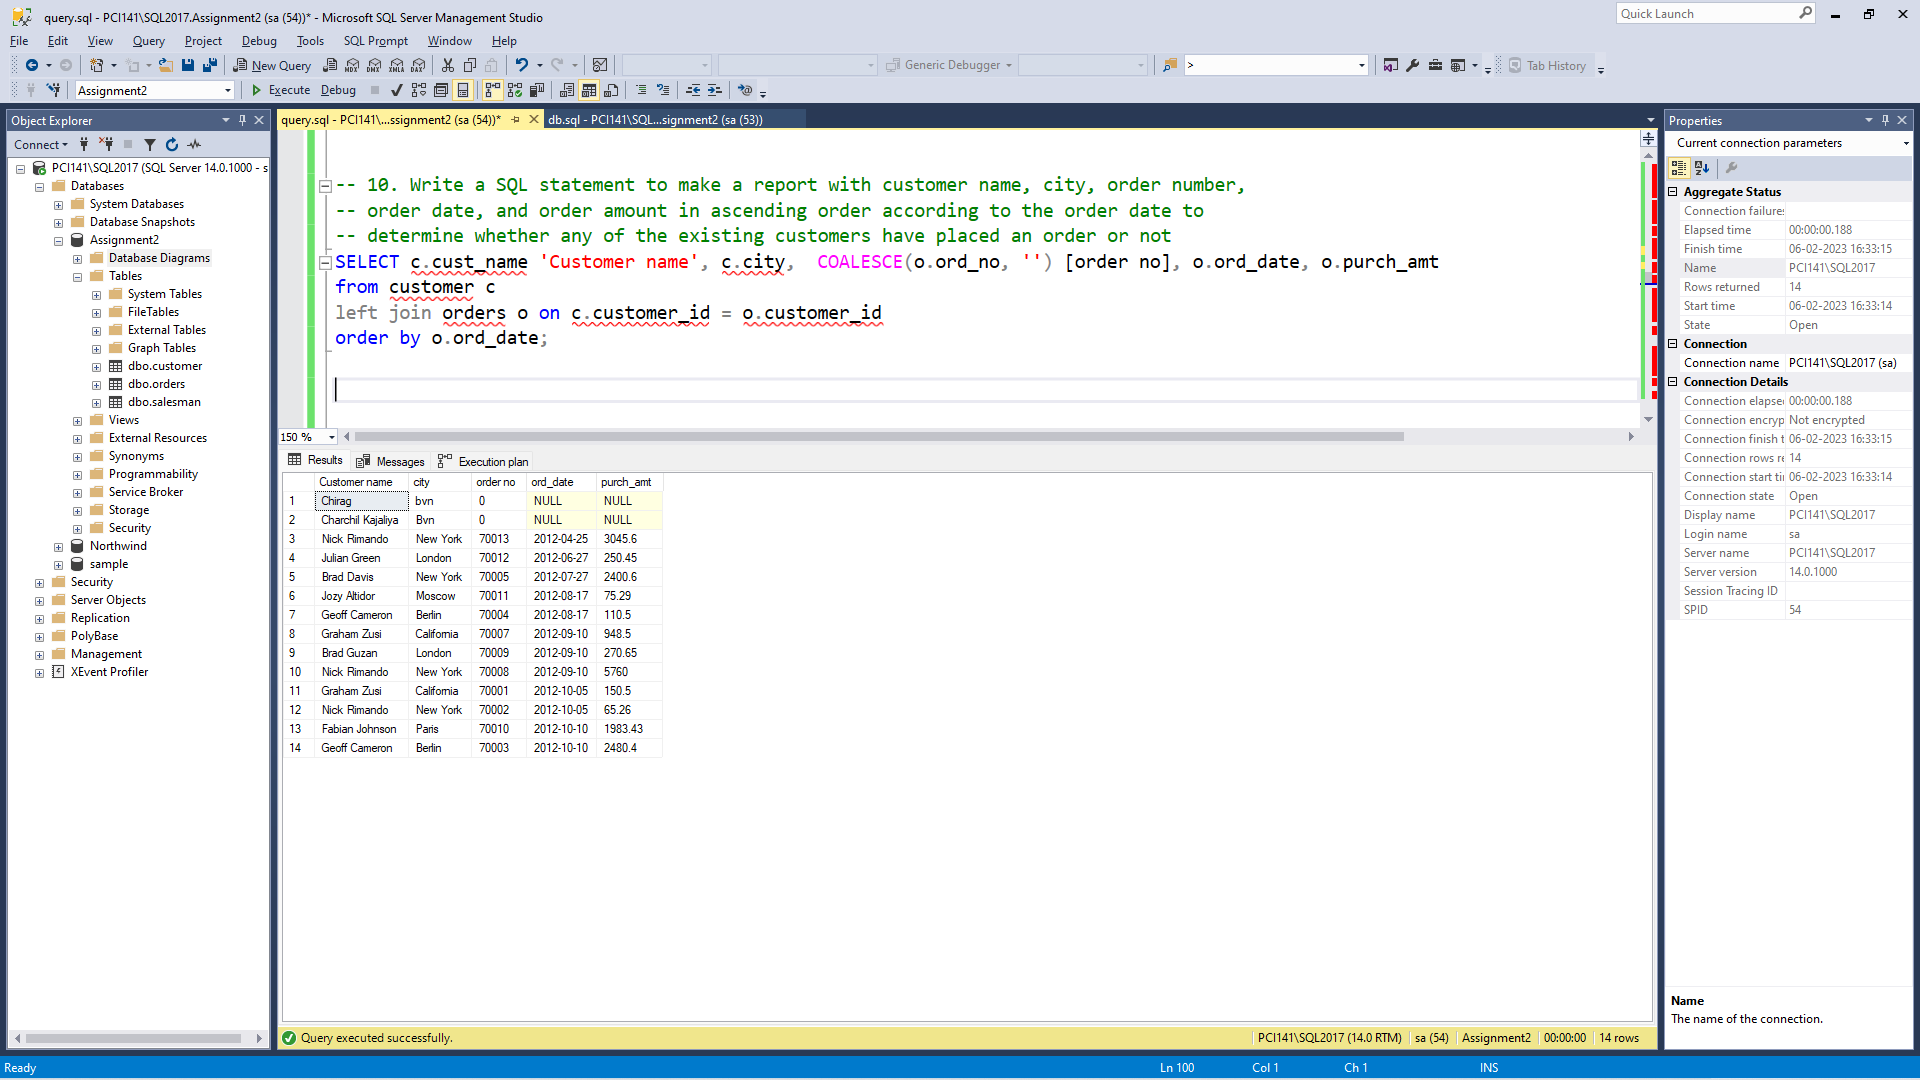 query.sql - PCI141\SQL2017.Assignment2 (sa (54))* - Microsoft SQL Server Management Studio
Quick Launch
File Edit View Query Project Debug Tools SQL Prompt Window Help
New Query
MDX DMX XMLA DAX
Generic Debugger
>
Tab History
Assignment2
Execute Debug
Object Explorer
Connect
PCI141\SQL2017 (SQL Server 14.0.1000 - s
Databases
System Databases
Database Snapshots
Assignment2
Database Diagrams
Tables
System Tables
FileTables
External Tables
Graph Tables
dbo.customer
dbo.orders
dbo.salesman
Views
External Resources
Synonyms
Programmability
Service Broker
Storage
Security
Northwind
sample
Security
Server Objects
Replication
PolyBase
Management
XEvent Profiler
query.sql - PCI141\...ssignment2 (sa (54))* db.sql - PCI141\SQL...signment2 (sa (53))
-- 10. Write a SQL statement to make a report with customer name, city, order number,
-- order date, and order amount in ascending order according to the order date to
-- determine whether any of the existing customers have placed an order or not
SELECT c.cust_name 'Customer name', c.city,  COALESCE(o.ord_no, '') [order no], o.ord_date, o.purch_amt
from customer c
left join orders o on c.customer_id = o.customer_id
order by o.ord_date;
150 %
Results Messages Execution plan
Customer name city order no ord_date purch_amt
1 Chirag bvn 0 NULL NULL
2 Charchil Kajaliya Bvn 0 NULL NULL
3 Nick Rimando New York 70013 2012-04-25 3045.6
4 Julian Green London 70012 2012-06-27 250.45
5 Brad Davis New York 70005 2012-07-27 2400.6
6 Jozy Altidor Moscow 70011 2012-08-17 75.29
7 Geoff Cameron Berlin 70004 2012-08-17 110.5
8 Graham Zusi California 70007 2012-09-10 948.5
9 Brad Guzan London 70009 2012-09-10 270.65
10 Nick Rimando New York 70008 2012-09-10 5760
11 Graham Zusi California 70001 2012-10-05 150.5
12 Nick Rimando New York 70002 2012-10-05 65.26
13 Fabian Johnson Paris 70010 2012-10-10 1983.43
14 Geoff Cameron Berlin 70003 2012-10-10 2480.4
Query executed successfully.
PCI141\SQL2017 (14.0 RTM) sa (54) Assignment2 00:00:00 14 rows
Properties
Current connection parameters
Aggregate Status
Connection failures
Elapsed time 00:00:00.188
Finish time 06-02-2023 16:33:15
Name PCI141\SQL2017
Rows returned 14
Start time 06-02-2023 16:33:14
State Open
Connection
Connection name PCI141\SQL2017 (sa)
Connection Details
Connection elapse 00:00:00.188
Connection encryp Not encrypted
Connection finish t 06-02-2023 16:33:15
Connection rows re 14
Connection start ti 06-02-2023 16:33:14
Connection state Open
Display name PCI141\SQL2017
Login name sa
Server name PCI141\SQL2017
Server version 14.0.1000
Session Tracing ID
SPID 54
Name
The name of the connection.
Ready Ln 100 Col 1 Ch 1 INS